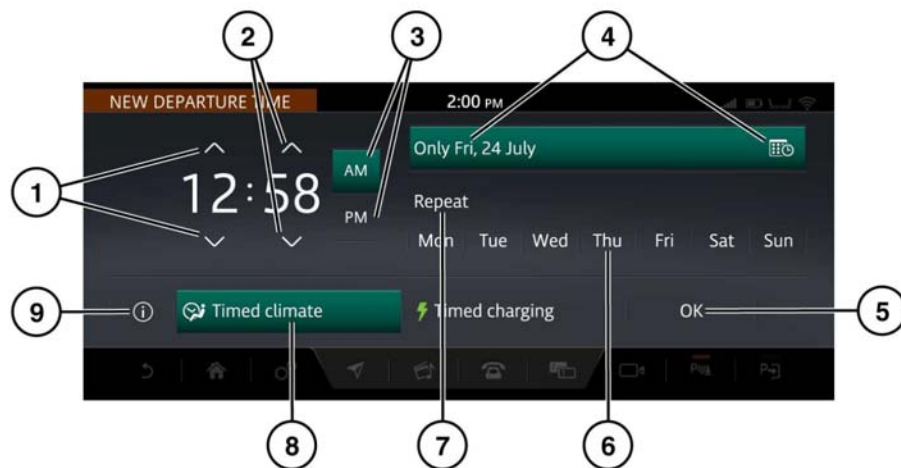 2
3
4
NEW DEPARTURE TIME
2:00 PM
1
12:58
AM
PM
Only Fri, 24 July
Repeat
Mon Tue Wed Thu Fri Sat Sun
9
Timed climate
Timed charging
OK
5
8
7
6